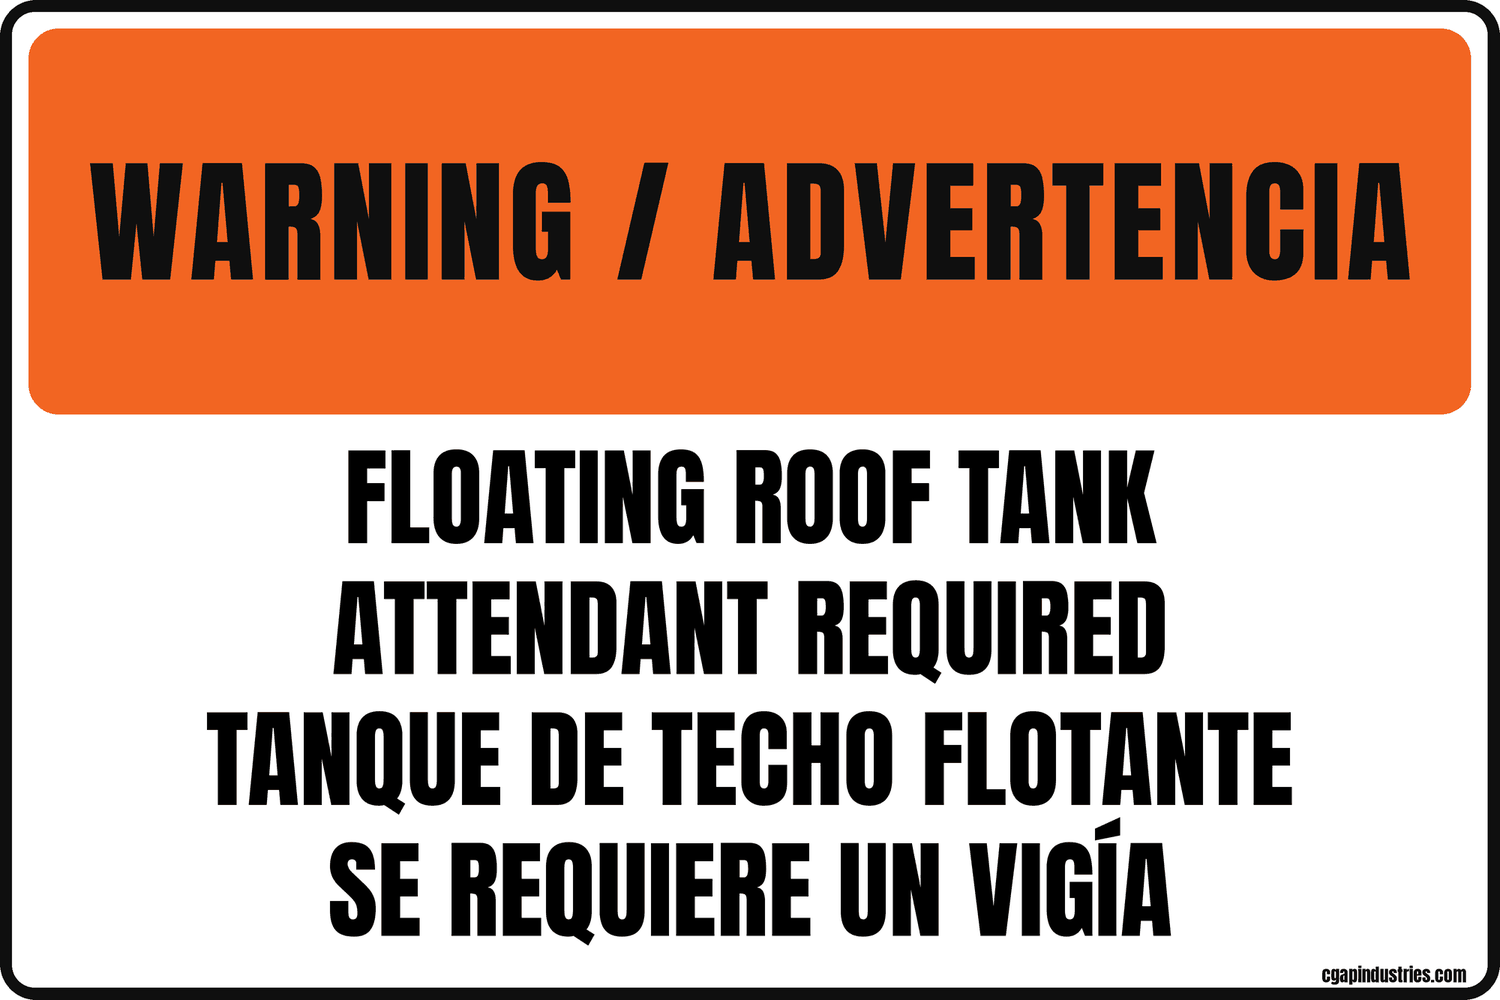 WARNING / ADVERTENCIA
FLOATING ROOF TANK
ATTENDANT REQUIRED
TANQUE DE TECHO FLOTANTE
SE REQUIERE UN VIGÍA
cgapindustries.com